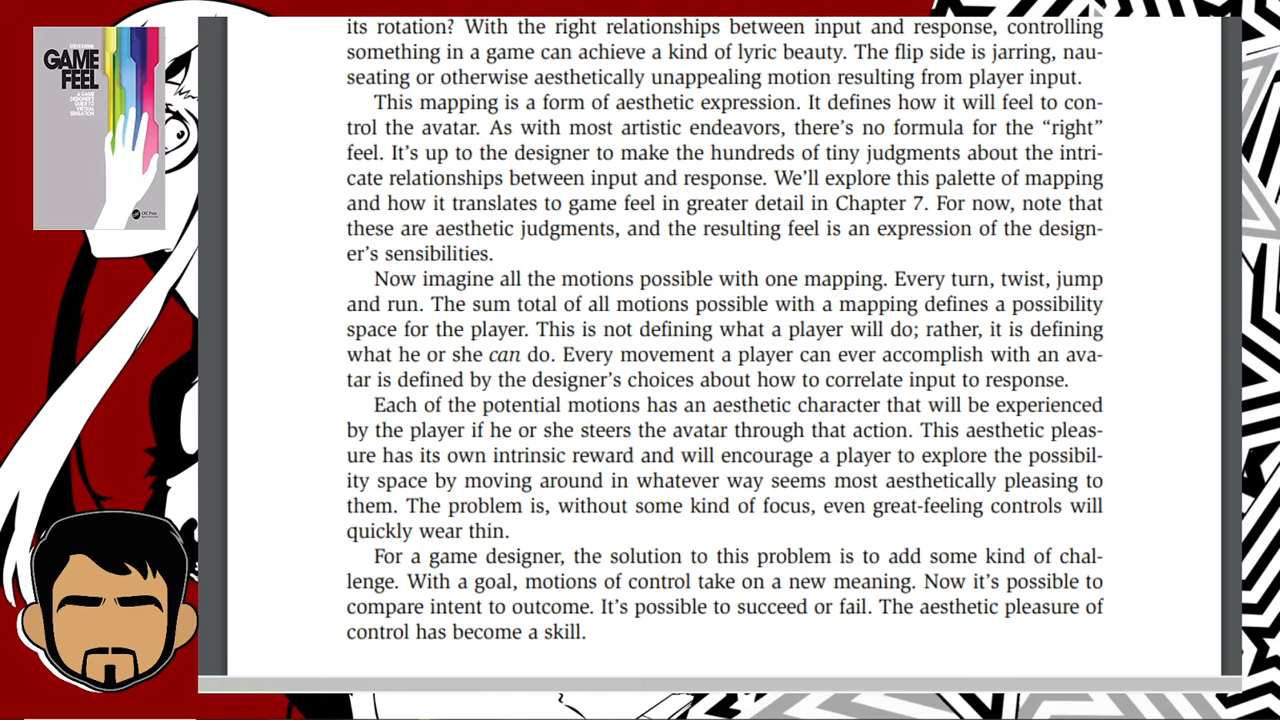 STEVE SWINK
GAME
FEEL
A GAME
DESIGNER'S
GUIDE TO
VIRTUAL
SENSATION
CRC Press
its rotation? With the right relationships between input and response, controlling
something in a game can achieve a kind of lyric beauty. The flip side is jarring, nau-
seating or otherwise aesthetically unappealing motion resulting from player input.
This mapping is a form of aesthetic expression. It defines how it will feel to con-
trol the avatar. As with most artistic endeavors, there's no formula for the “right”
feel. It's up to the designer to make the hundreds of tiny judgments about the intri-
cate relationships between input and response. We'll explore this palette of mapping
and how it translates to game feel in greater detail in Chapter 7. For now, note that
these are aesthetic judgments, and the resulting feel is an expression of the design-
er's sensibilities.
Now imagine all the motions possible with one mapping. Every turn, twist, jump
and run. The sum total of all motions possible with a mapping defines a possibility
space for the player. This is not defining what a player will do; rather, it is defining
what he or she can do. Every movement a player can ever accomplish with an ava-
tar is defined by the designer's choices about how to correlate input to response.
Each of the potential motions has an aesthetic character that will be experienced
by the player if he or she steers the avatar through that action. This aesthetic pleas-
ure has its own intrinsic reward and will encourage a player to explore the possibil-
ity space by moving around in whatever way seems most aesthetically pleasing to
them. The problem is, without some kind of focus, even great-feeling controls will
quickly wear thin.
For a game designer, the solution to this problem is to add some kind of chal-
lenge. With a goal, motions of control take on a new meaning. Now it's possible to
compare intent to outcome. It's possible to succeed or fail. The aesthetic pleasure of
control has become a skill.